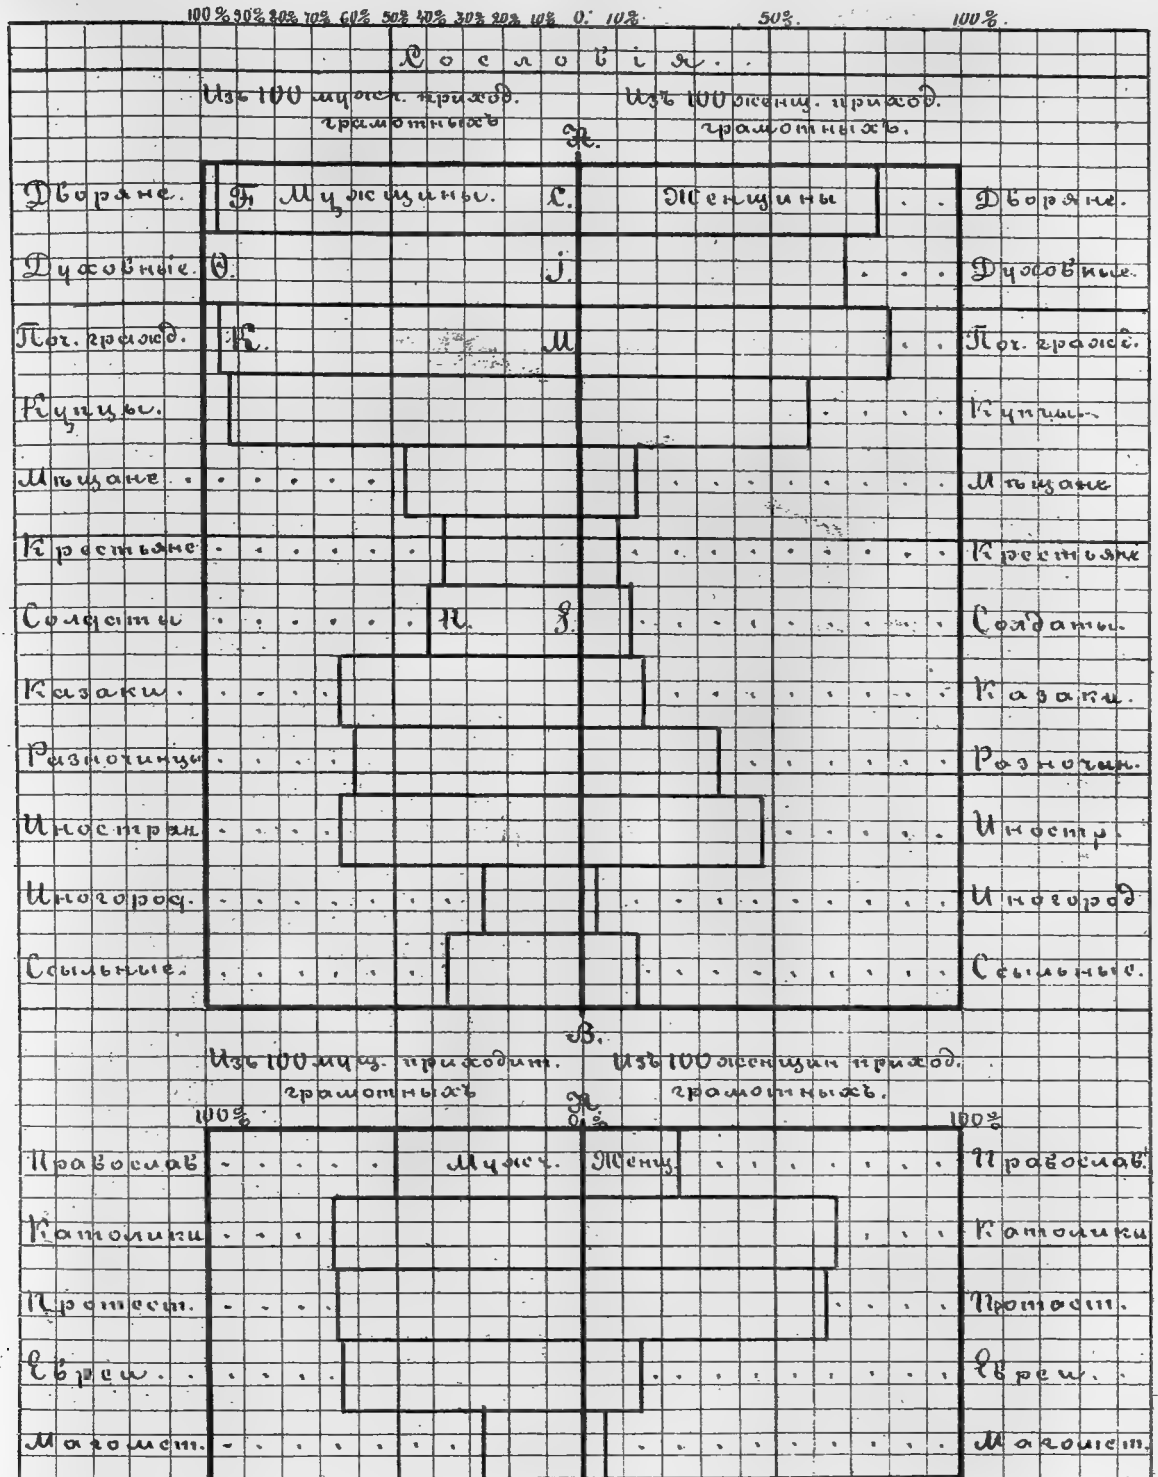 100% 90% 80% 70% 60% 50% 40% 30% 20% 10% 0. 10% 50% 100%
Сословія.
Изъ 100 мужч. приход. Изъ 100 женщ. приход.
грамотныхъ грамотныхъ.
А.
Дворяне. F. Мужщины. C. Женщины Дворяне.
Духовные. Θ. J. Духовные.
Поч. гражд. K. M Поч. гражд.
Купцы. Купцы.
Мѣщане Мѣщане
Крестьяне Крестьяне
Солдаты Солдаты.
Казаки. Казаки.
Разночинцы Разночин.
Иностран Иностр.
Иногород. Иногород
Ссыльные. Ссыльные.
В.
Изъ 100 мущ. приходит. Изъ 100 женщин приход.
грамотныхъ грамотныхъ.
А.
100% 0% 100%
Православ Мужч. Женщ. Православ.
Католики Католики
Протест. Протест.
Евреи. Евреи.
Магомет. Магомет.